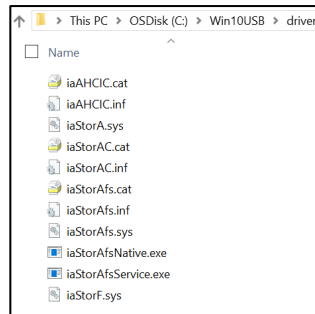 This PC > OSDisk (C:) > Win10USB > driver
Name
iaAHCIC.cat
iaAHCIC.inf
iaStorA.sys
iaStorAC.cat
iaStorAC.inf
iaStorAfs.cat
iaStorAfs.inf
iaStorAfs.sys
iaStorAfsNative.exe
iaStorAfsService.exe
iaStorF.sys